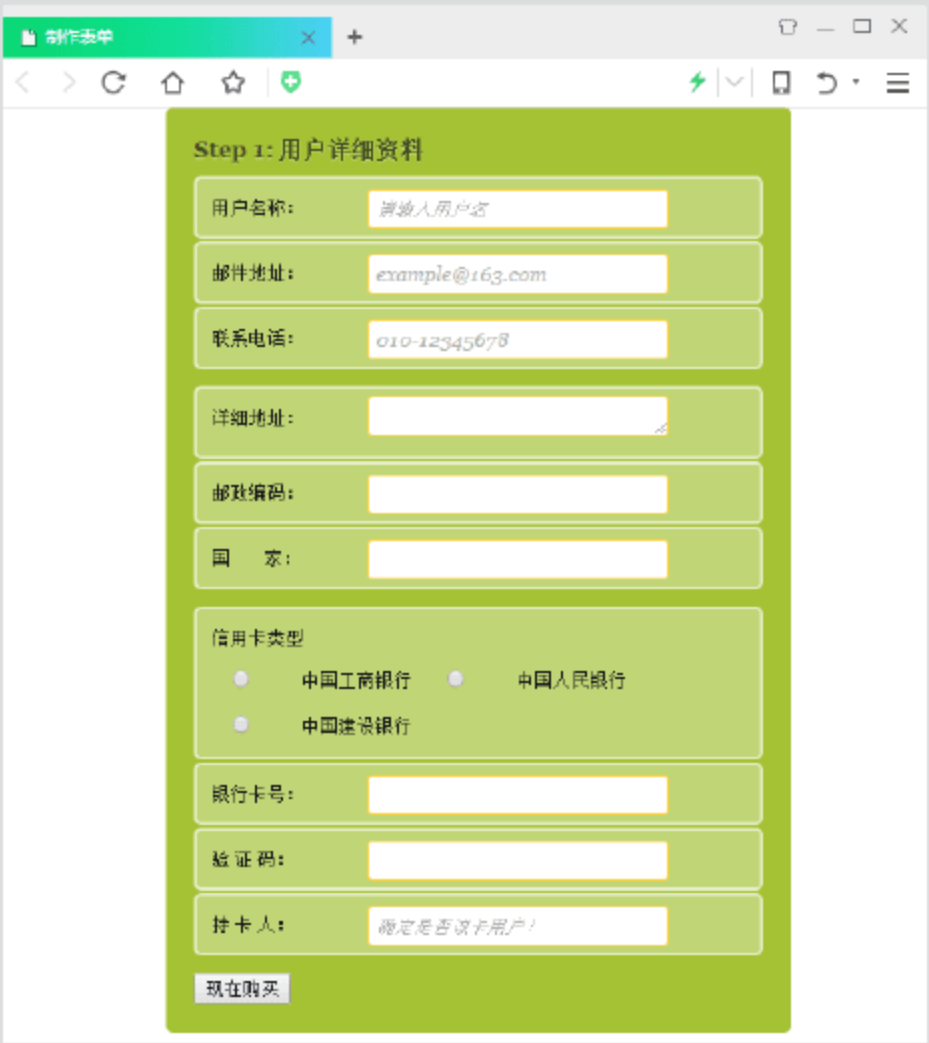 制作表单
Step 1: 用户详细资料
用户名称： 请输入用户名
邮件地址： example@163.com
联系电话： 010-12345678
详细地址：
邮政编码：
国 家：
信用卡类型
中国工商银行 中国人民银行
中国建设银行
银行卡号：
验 证 码：
持 卡 人： 确定是否该卡用户！
现在购买